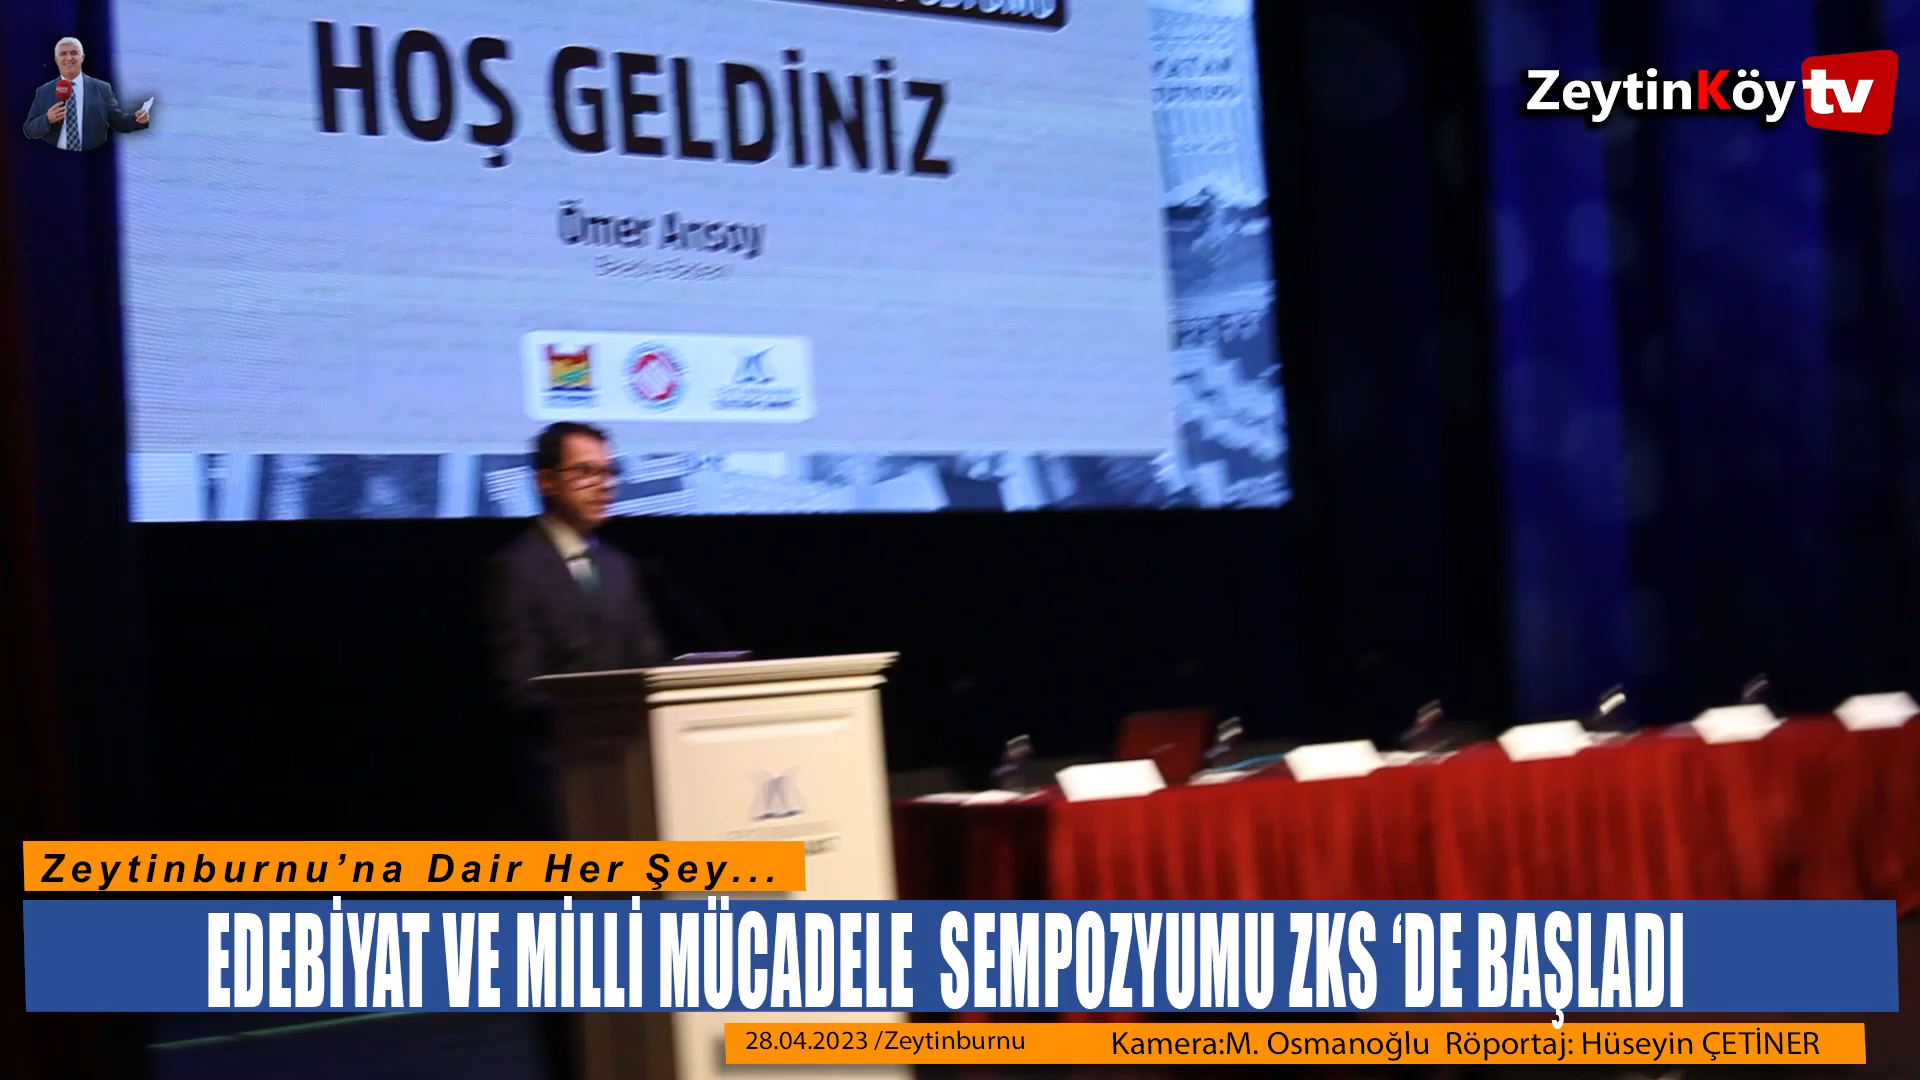 HOŞ GELDİNİZ
Ömer Arısoy
ZeytinKöy tv
Zeytinburnu’na Dair Her Şey...
EDEBİYAT VE MİLLİ MÜCADELE SEMPOZYUMU ZKS ‘DE BAŞLADI
28.04.2023 /Zeytinburnu
Kamera:M. Osmanoğlu Röportaj: Hüseyin ÇETİNER